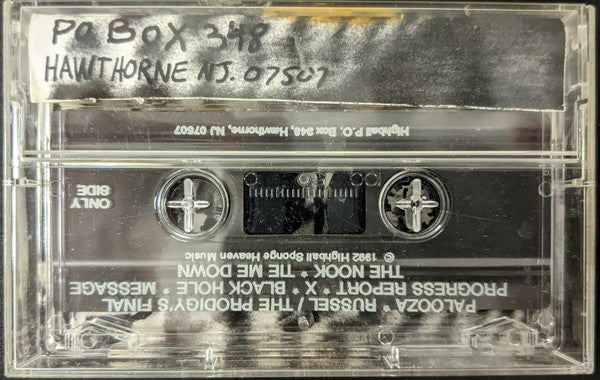 PO BOX 348
HAWTHORNE NJ. 07507
Highball P.O. Box 348, Hawthorne, NJ 07507
PALOOZA * RUSSEL / THE PRODIGY'S FINAL
PROGRESS REPORT * X * BLACK HOLE * MESSAGE
THE NOOK * TIE ME DOWN
© 1992 Highball Sponge Heaven Music
ONLY
SIDE